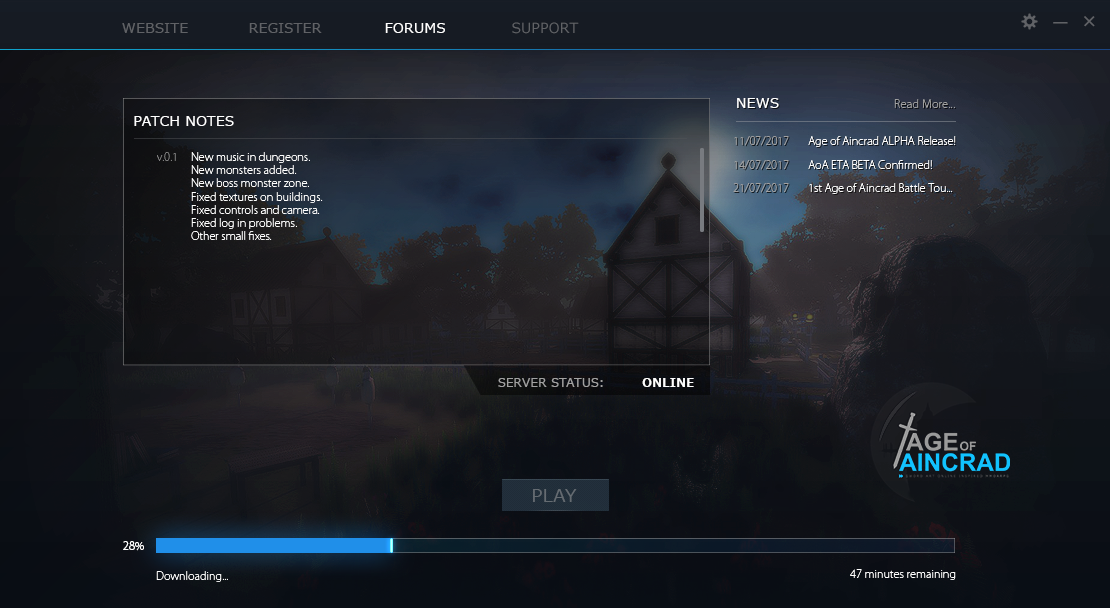 WEBSITE REGISTER FORUMS SUPPORT
PATCH NOTES
v.0.1 New music in dungeons.
New monsters added.
New boss monster zone.
Fixed textures on buildings.
Fixed controls and camera.
Fixed log in problems.
Other small fixes.
NEWS Read More...
11/07/2017 Age of Aincrad ALPHA Release!
14/07/2017 AoA ETA BETA Confirmed!
21/07/2017 1st Age of Aincrad Battle Tou...
SERVER STATUS: ONLINE
AGE OF
AINCRAD
PLAY
28%
Downloading...
47 minutes remaining